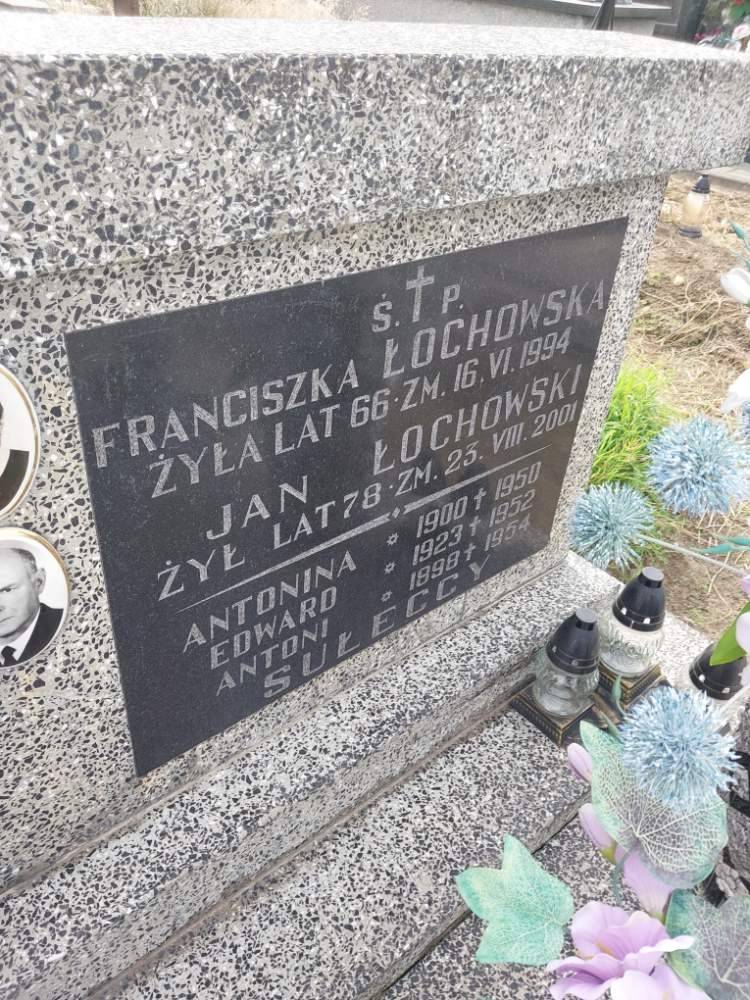 Ś. P.
FRANCISZKA ŁOCHOWSKA
ŻYŁA LAT 66 · ZM. 16. VI. 1994
JAN ŁOCHOWSKI
ŻYŁ LAT 78 · ZM. 23. VIII. 2001
ANTONINA * 1900 † 1950
EDWARD * 1923 † 1952
ANTONI * 1898 † 1954
SUŁECCY